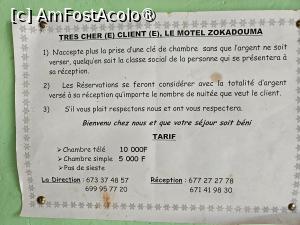 [c] AmFostAcolo®
TRES CHER (E) CLIENT (E), LE MOTEL ZOKADOUMA
1) N'accepte plus la prise d'une clé de chambre sans que l'argent ne soit
verser, quelqu'en soit la classe social de la personne qui se présentera à
sa réception.
2) Les Réservations se feront considérer avec la totalité d'argent
versé à sa réception qu'importe le nombre de nuitée que veut le client.
3) S'il vous plait respectons nous et ont vous respectera.
Bienvenu chez nous et que votre séjour soit béni
TARIF
➢ Chambre télé 10 000F
➢ Chambre simple 5 000 F
➢ Pas de sieste
La Direction : 673 37 48 57 Réception : 677 27 27 78
699 95 77 20 671 41 98 30